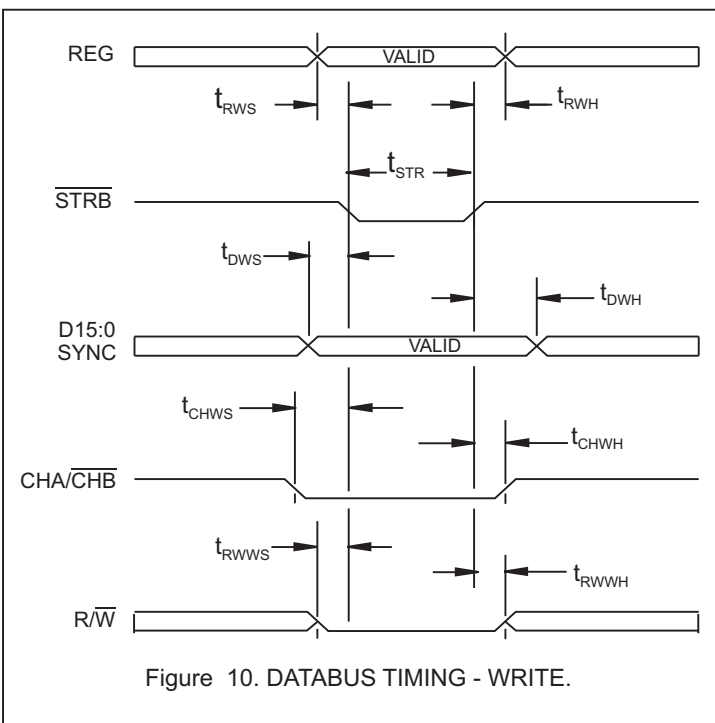 REG
VALID
tRWS
tRWH
tSTR
STRB
tDWS
tDWH
D15:0
SYNC
VALID
tCHWS
tCHWH
CHA/CHB
tRWWS
tRWWH
R/W
Figure 10. DATABUS TIMING - WRITE.